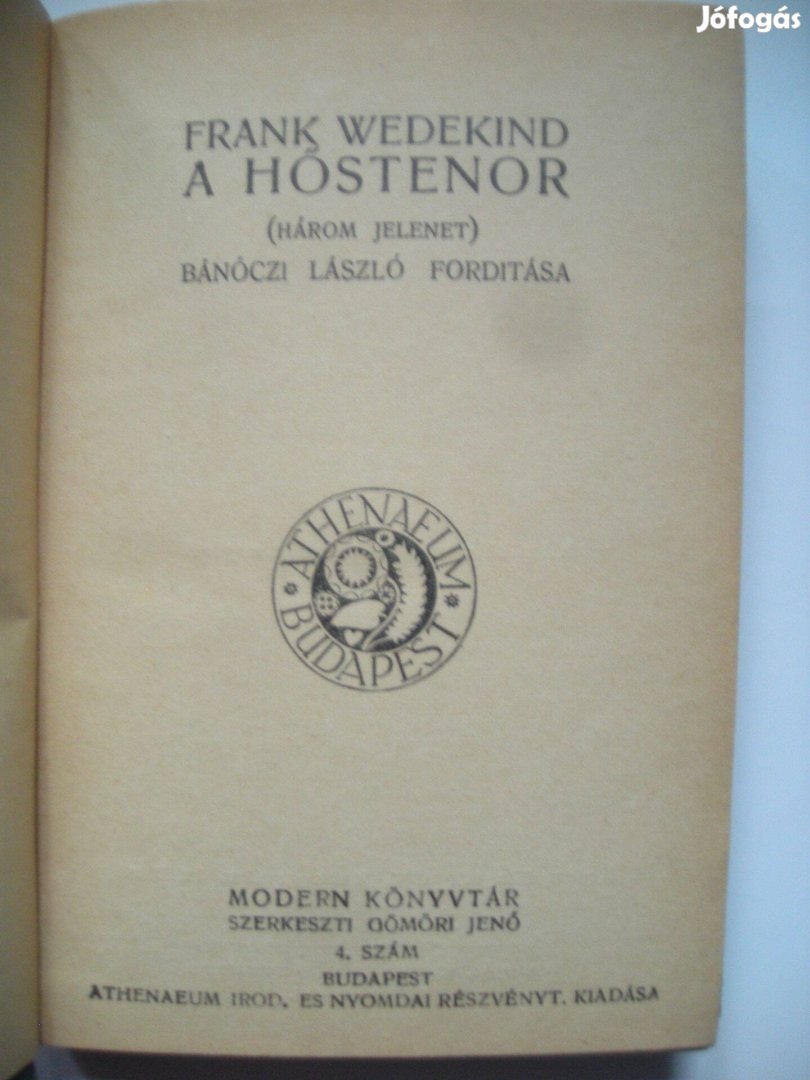 Jófogás
FRANK WEDEKIND
A HŐSTENOR
(HÁROM JELENET)
BÁNÓCZI LÁSZLÓ FORDITÁSA
ATHENAEUM
BUDAPEST
MODERN KÖNYVTÁR
SZERKESZTI GÖMÖRI JENŐ
4. SZÁM
BUDAPEST
ATHENAEUM IROD. ES NYOMDAI RÉSZVÉNYT. KIADÁSA